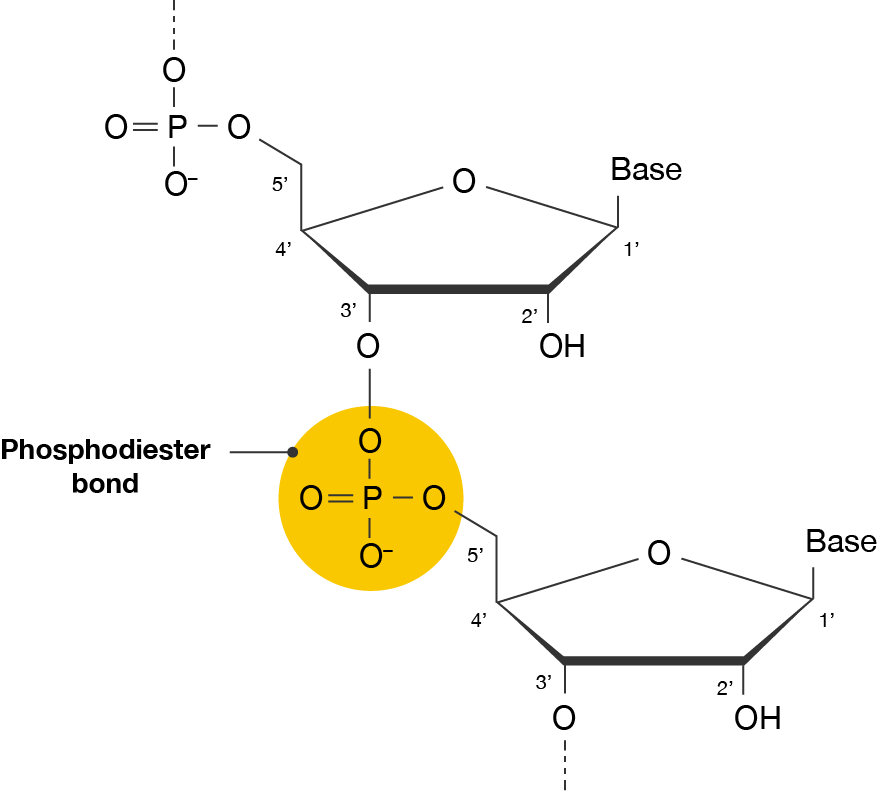 O
O=P-O
O-
5’
4’
3’
2’
1’
O
Base
O
OH
Phosphodiester
bond
O
O=P-O
O-
5’
4’
3’
2’
1’
O
Base
O
OH